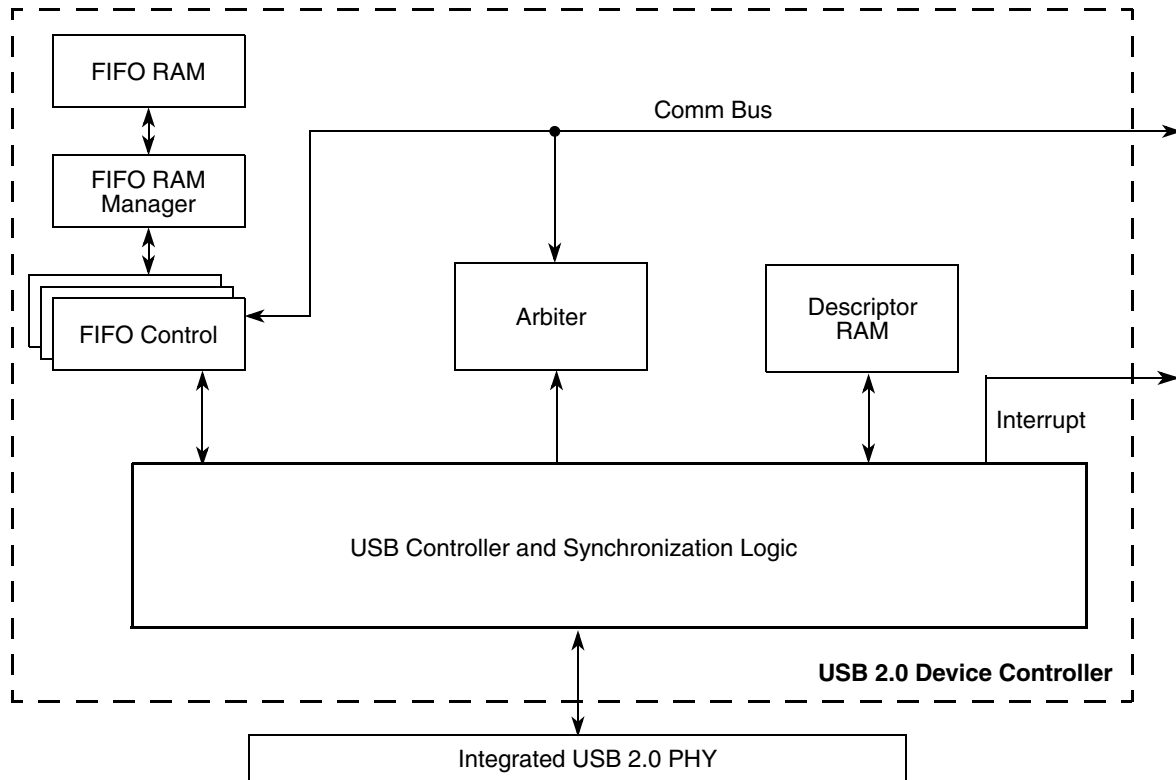 FIFO RAM
Comm Bus
FIFO RAM
Manager
FIFO Control
Arbiter
Descriptor
RAM
Interrupt
USB Controller and Synchronization Logic
USB 2.0 Device Controller
Integrated USB 2.0 PHY